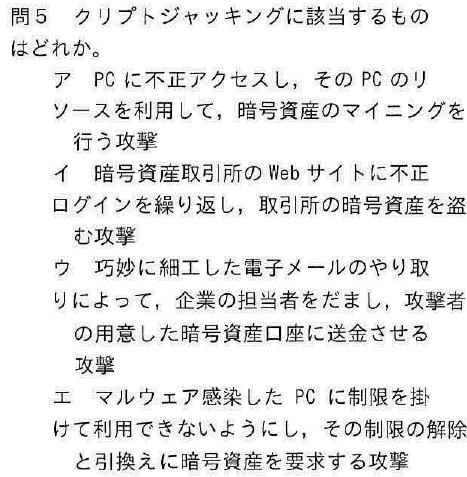 問５　クリプトジャッキングに該当するもの
はどれか。
ア　PC に不正アクセスし，その PC のリ
ソースを利用して，暗号資産のマイニングを
行う攻撃
イ　暗号資産取引所の Web サイトに不正
ログインを繰り返し，取引所の暗号資産を盗
む攻撃
ウ　巧妙に細工した電子メールのやり取
りによって，企業の担当者をだまし，攻撃者
の用意した暗号資産口座に送金させる
攻撃
エ　マルウェア感染した PC に制限を掛
けて利用できないようにし，その制限の解除
と引換えに暗号資産を要求する攻撃